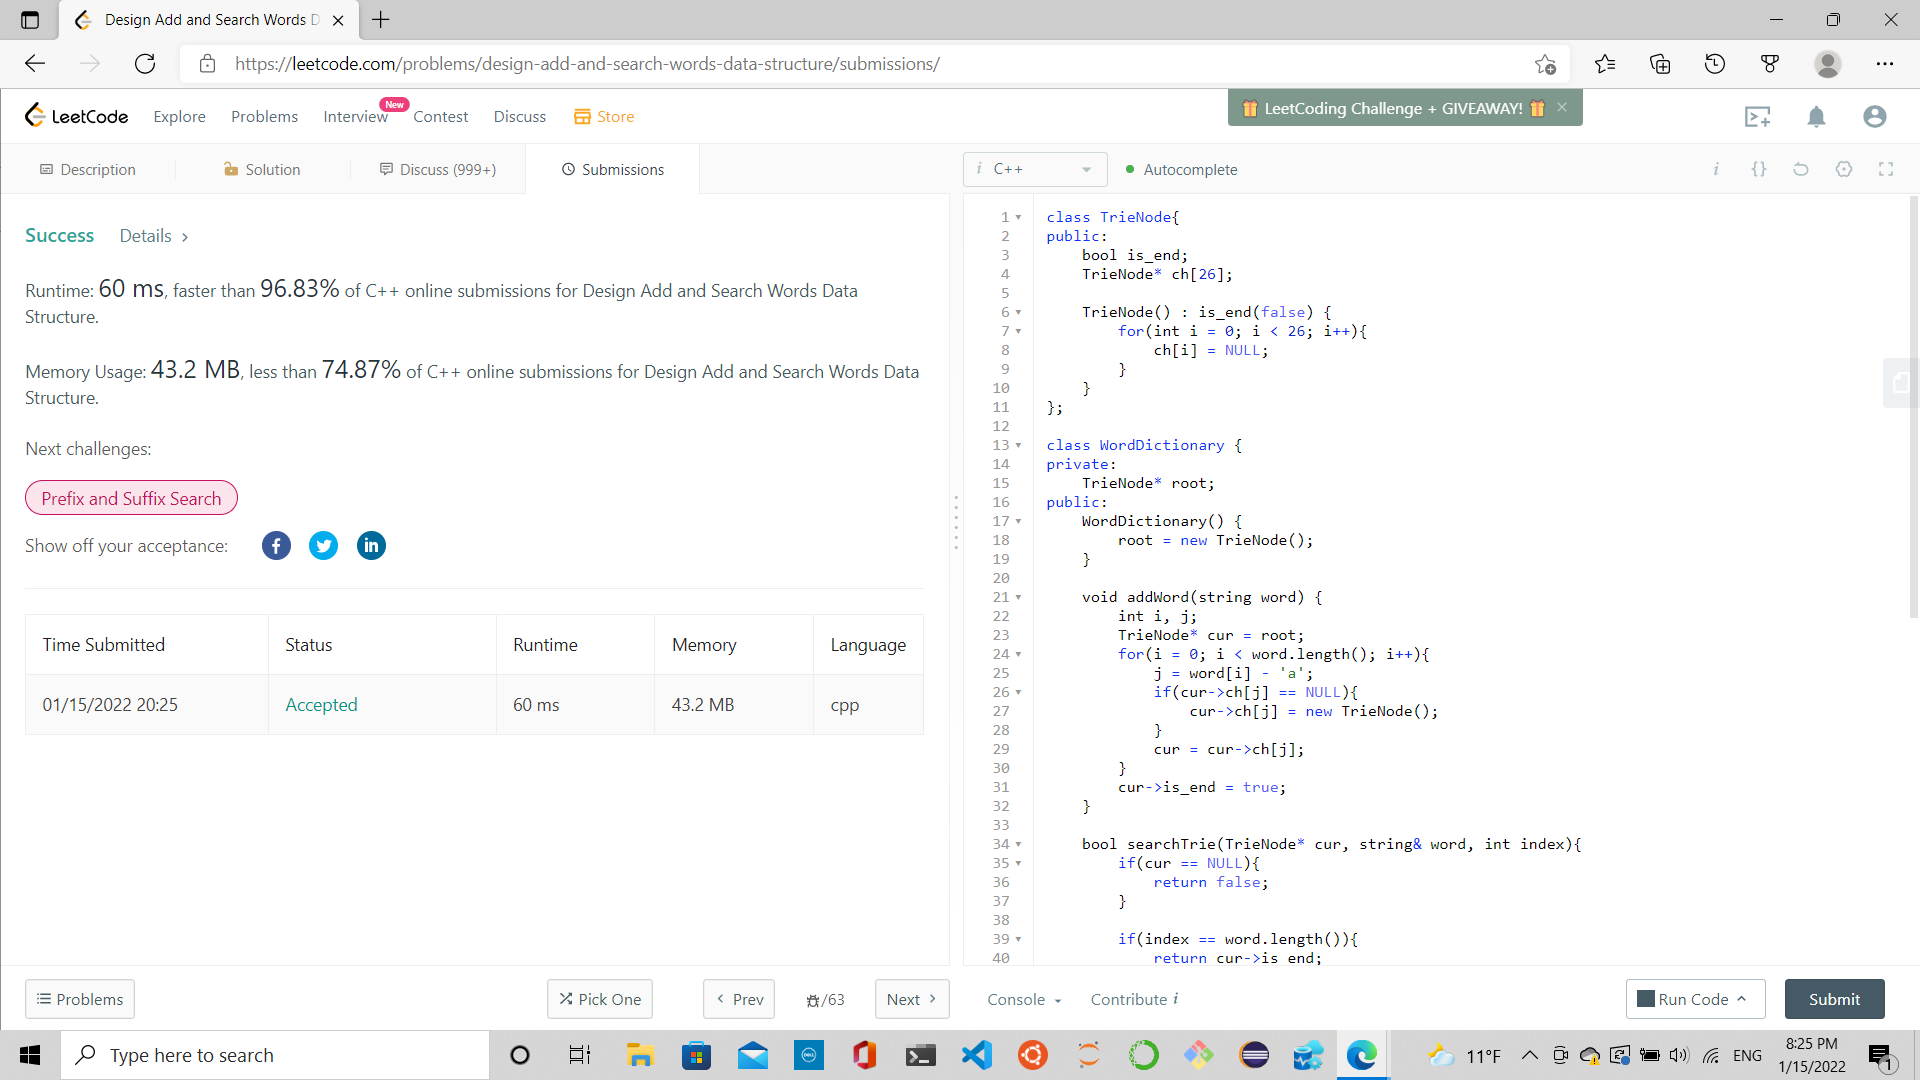 Design Add and Search Words D
https://leetcode.com/problems/design-add-and-search-words-data-structure/submissions/
LeetCode
Explore
Problems
Interview
New
Contest
Discuss
Store
LeetCoding Challenge + GIVEAWAY!
Description
Solution
Discuss (999+)
Submissions
i C++
Autocomplete
i
{}
Success
Details
Runtime: 60 ms, faster than 96.83% of C++ online submissions for Design Add and Search Words Data
Structure.
Memory Usage: 43.2 MB, less than 74.87% of C++ online submissions for Design Add and Search Words Data
Structure.
Next challenges:
Prefix and Suffix Search
Show off your acceptance:
Time Submitted Status Runtime Memory Language
01/15/2022 20:25 Accepted 60 ms 43.2 MB cpp
1 class TrieNode{
2 public:
3 bool is_end;
4 TrieNode* ch[26];
5
6 TrieNode() : is_end(false) {
7 for(int i = 0; i < 26; i++){
8 ch[i] = NULL;
9 }
10 }
11 };
12
13 class WordDictionary {
14 private:
15 TrieNode* root;
16 public:
17 WordDictionary() {
18 root = new TrieNode();
19 }
20
21 void addWord(string word) {
22 int i, j;
23 TrieNode* cur = root;
24 for(i = 0; i < word.length(); i++){
25 j = word[i] - 'a';
26 if(cur->ch[j] == NULL){
27 cur->ch[j] = new TrieNode();
28 }
29 cur = cur->ch[j];
30 }
31 cur->is_end = true;
32 }
33
34 bool searchTrie(TrieNode* cur, string& word, int index){
35 if(cur == NULL){
36 return false;
37 }
38
39 if(index == word.length()){
40 return cur->is_end;
Problems
Pick One
Prev
/63
Next
Console
Contribute i
Run Code
Submit
Type here to search
DELL
11°F
ENG
8:25 PM
1/15/2022
1